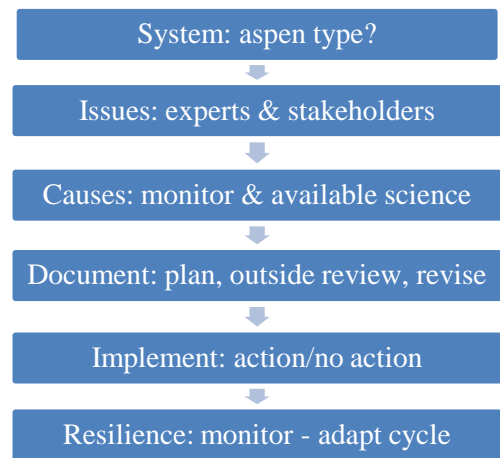 System: aspen type?
Issues: experts & stakeholders
Causes: monitor & available science
Document: plan, outside review, revise
Implement: action/no action
Resilience: monitor - adapt cycle